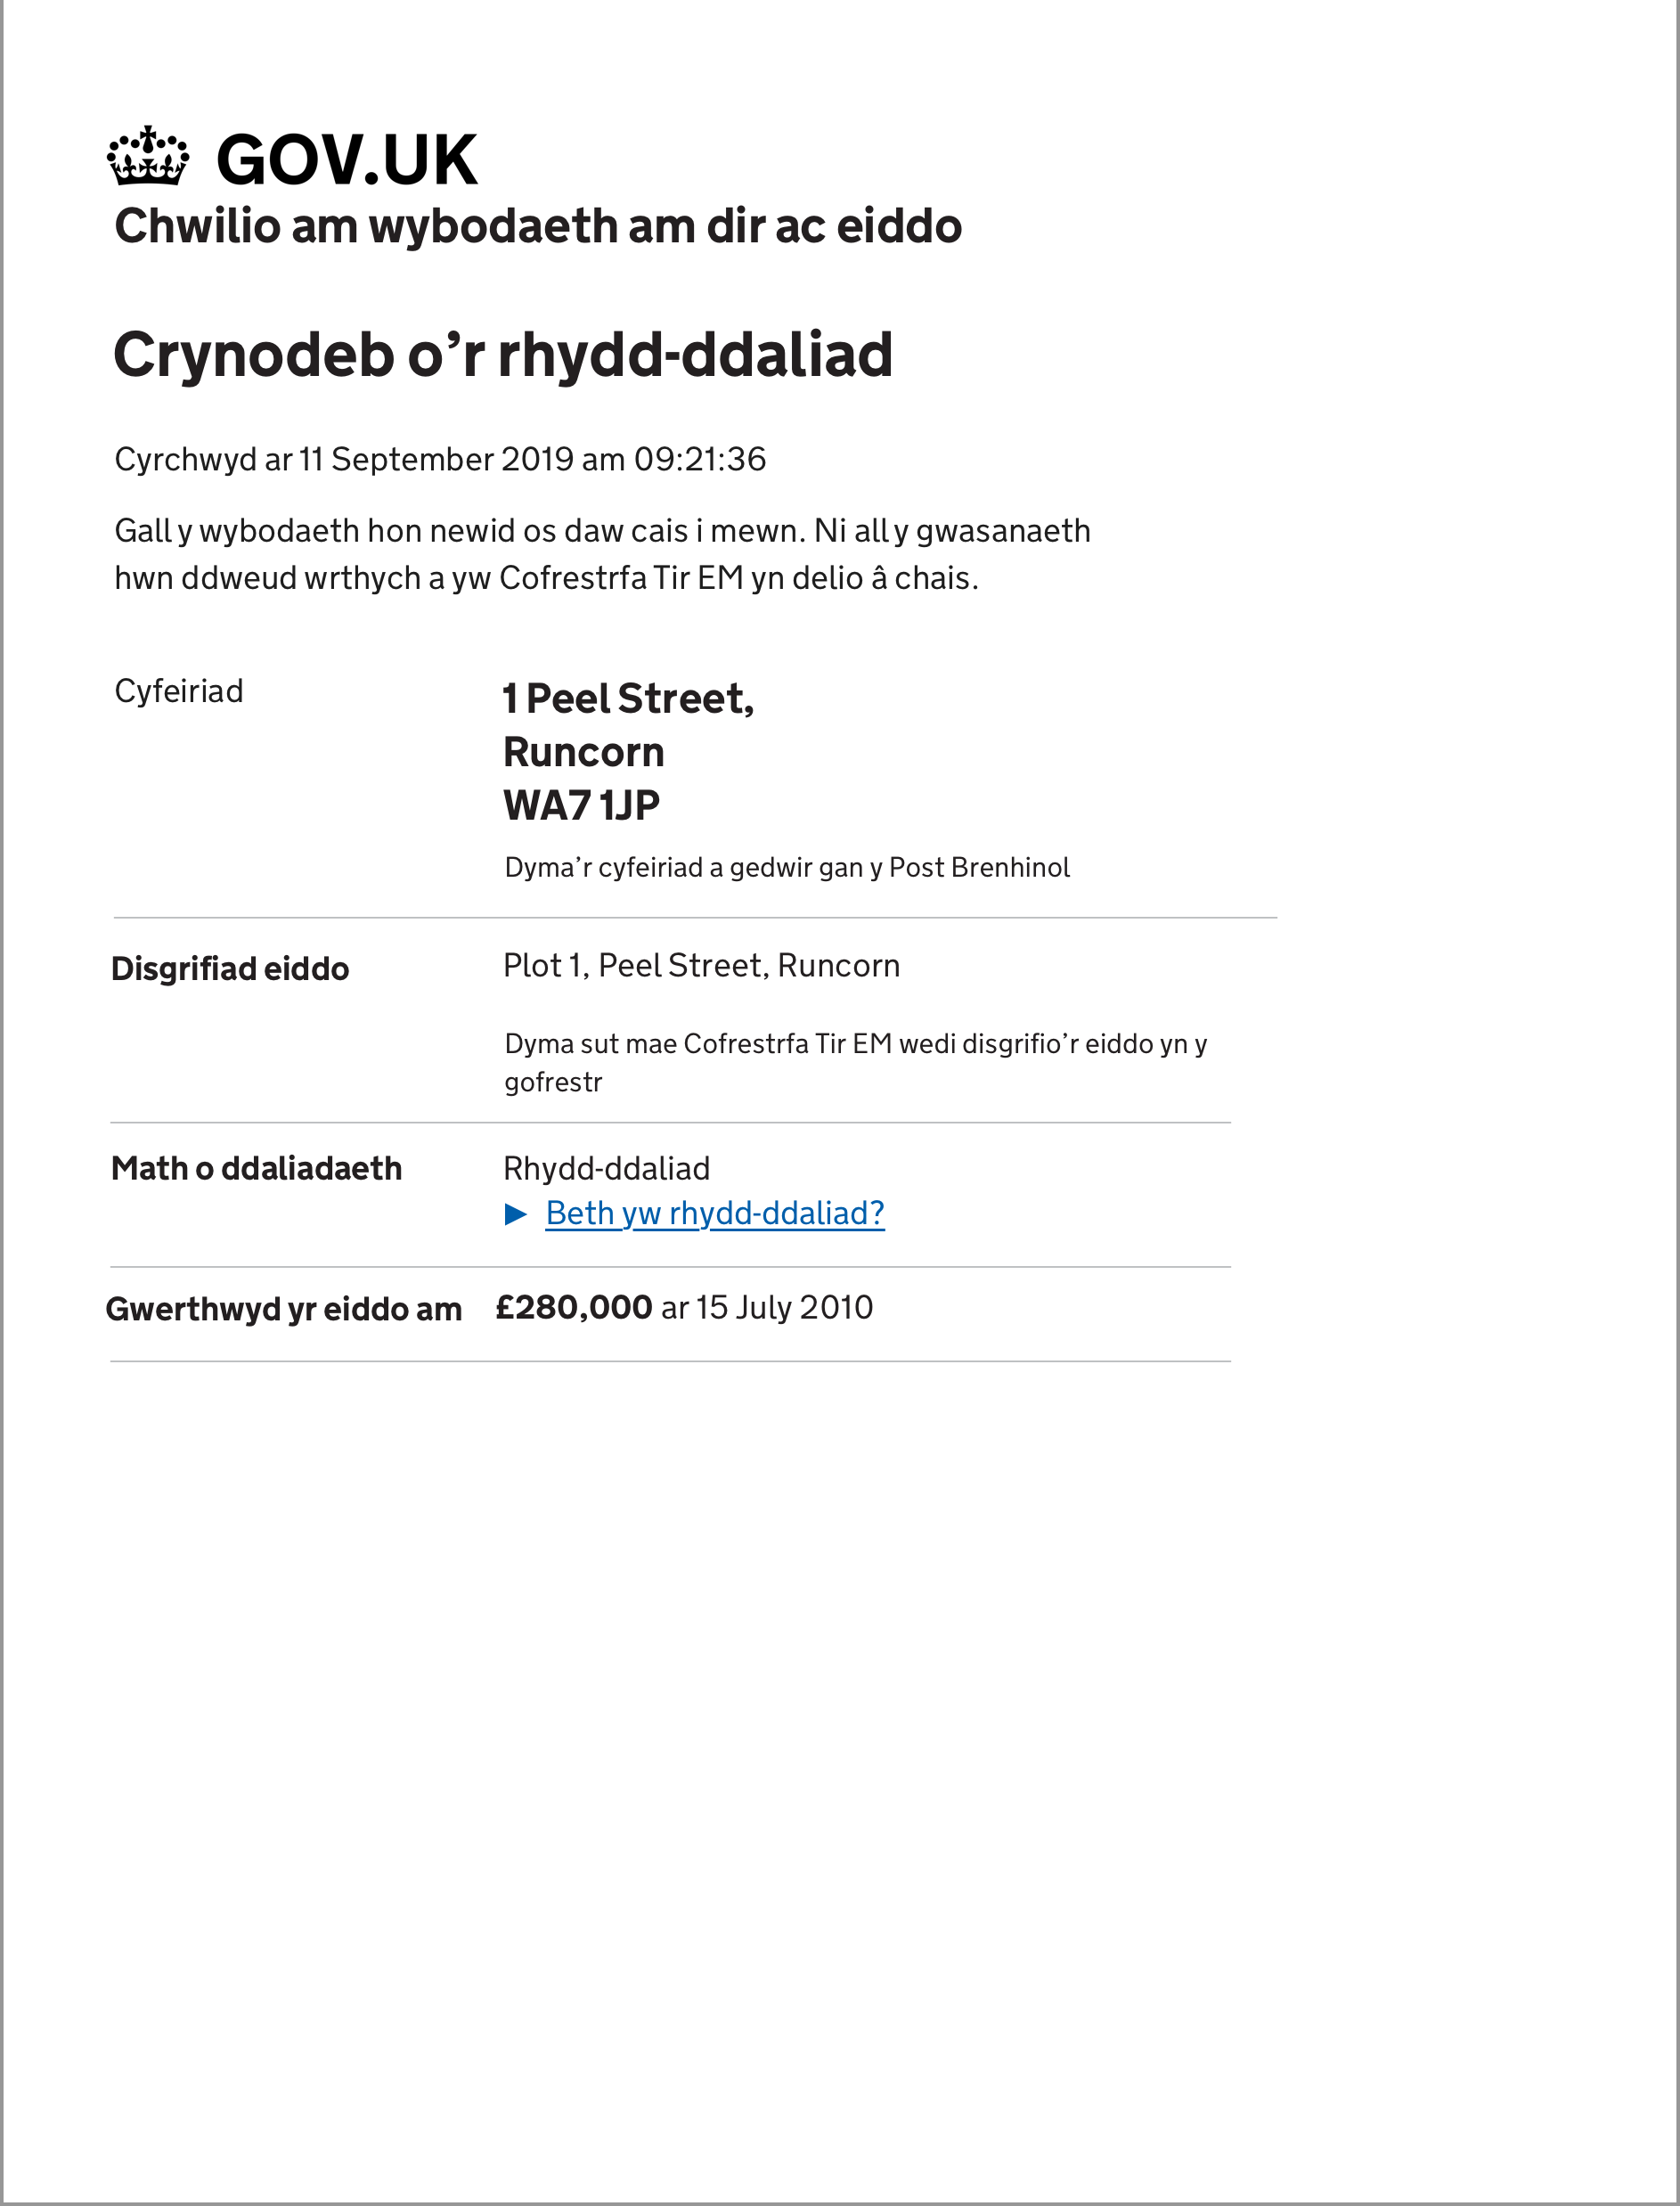 GOV.UK
Chwilio am wybodaeth am dir ac eiddo
Crynodeb o’r rhydd-ddaliad
Cyrchwyd ar 11 September 2019 am 09:21:36
Gall y wybodaeth hon newid os daw cais i mewn. Ni all y gwasanaeth
hwn ddweud wrthych a yw Cofrestrfa Tir EM yn delio â chais.
Cyfeiriad
1 Peel Street,
Runcorn
WA7 1JP
Dyma’r cyfeiriad a gedwir gan y Post Brenhinol
Disgrifiad eiddo
Plot 1, Peel Street, Runcorn
Dyma sut mae Cofrestrfa Tir EM wedi disgrifio’r eiddo yn y
gofrestr
Math o ddaliadaeth
Rhydd-ddaliad
► Beth yw rhydd-ddaliad?
Gwerthwyd yr eiddo am £280,000 ar 15 July 2010